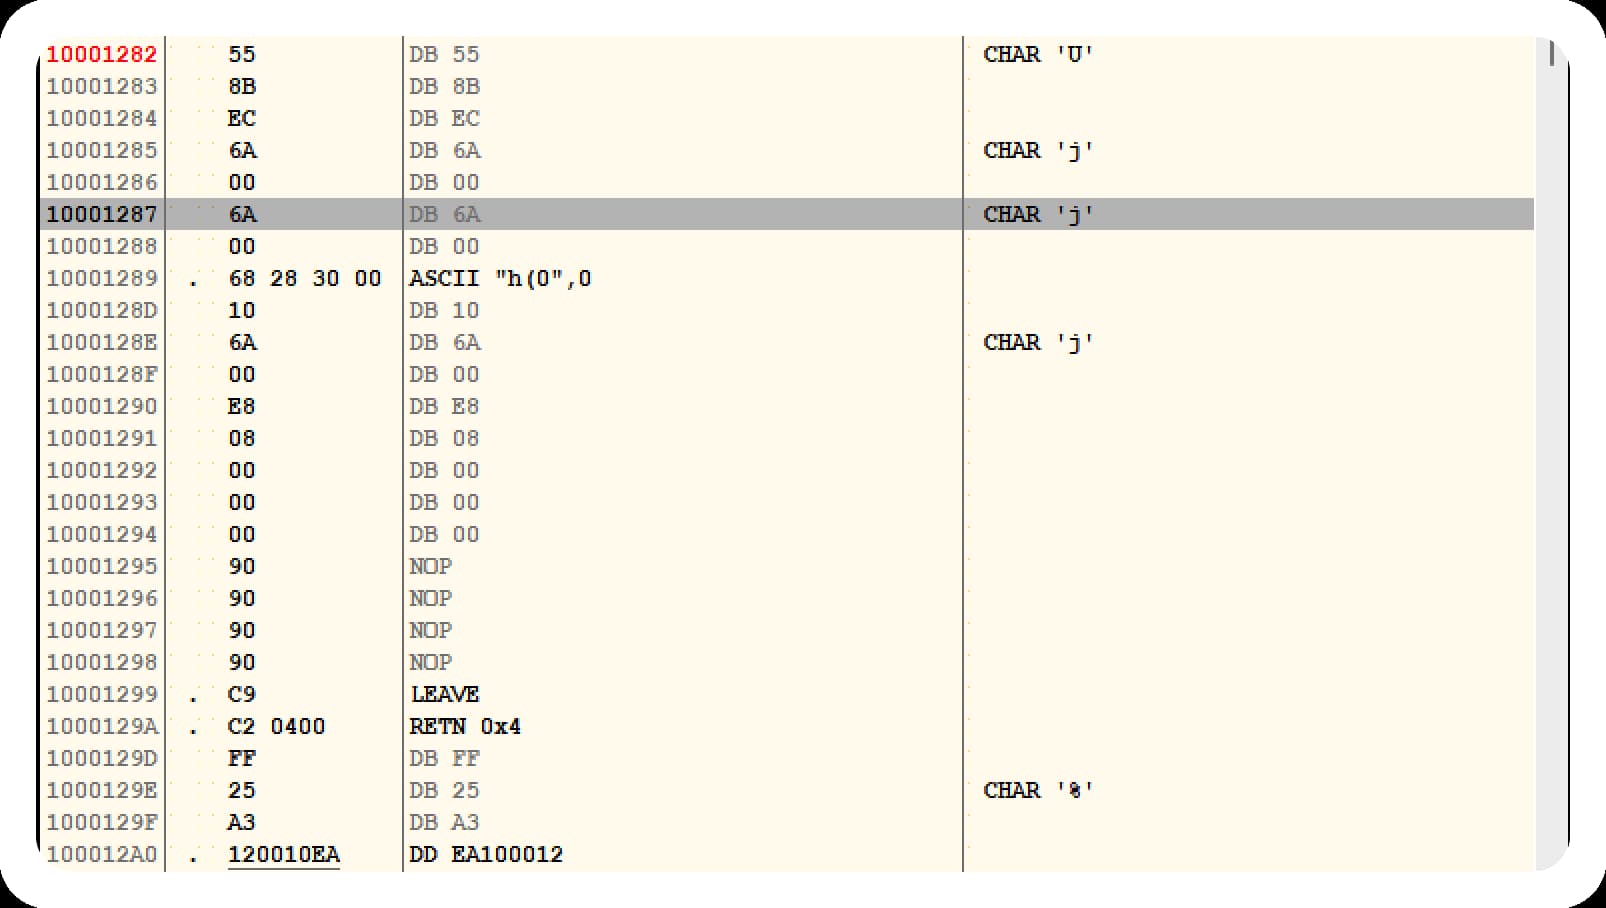 10001282 55 DB 55 CHAR 'U'
10001283 8B DB 8B
10001284 EC DB EC
10001285 6A DB 6A CHAR 'j'
10001286 00 DB 00
10001287 6A DB 6A CHAR 'j'
10001288 00 DB 00
10001289 . 68 28 30 00 ASCII "h(0",0
1000128D 10 DB 10
1000128E 6A DB 6A CHAR 'j'
1000128F 00 DB 00
10001290 E8 DB E8
10001291 08 DB 08
10001292 00 DB 00
10001293 00 DB 00
10001294 00 DB 00
10001295 90 NOP
10001296 90 NOP
10001297 90 NOP
10001298 90 NOP
10001299 . C9 LEAVE
1000129A . C2 0400 RETN 0x4
1000129D FF DB FF
1000129E 25 DB 25 CHAR '%'
1000129F A3 DB A3
100012A0 . 120010EA DD EA100012